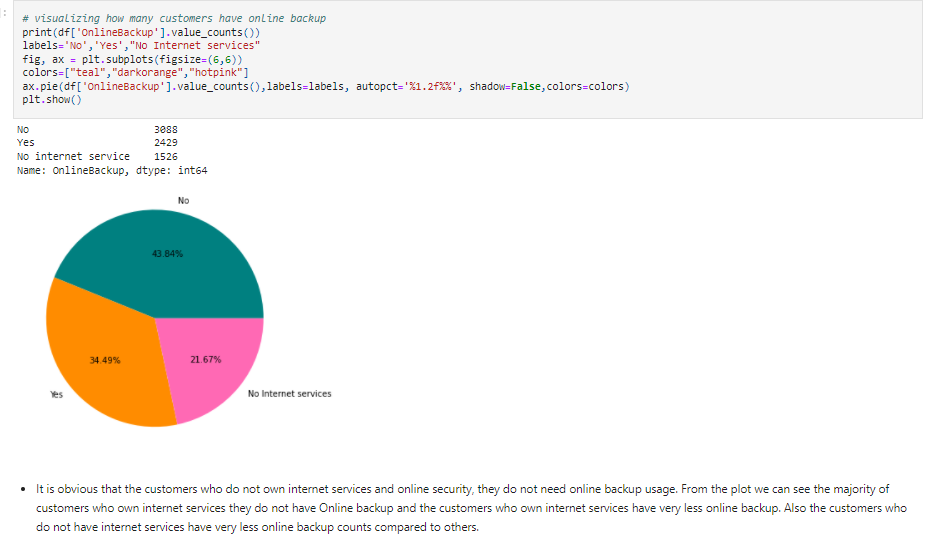 :
# visualizing how many customers have online backup
print(df['OnlineBackup'].value_counts())
labels='No','Yes',"No Internet services"
fig, ax = plt.subplots(figsize=(6,6))
colors=["teal","darkorange","hotpink"]
ax.pie(df['OnlineBackup'].value_counts(),labels=labels, autopct='%1.2f%%', shadow=False,colors=colors)
plt.show()
No 3088
Yes 2429
No internet service 1526
Name: OnlineBackup, dtype: int64
No
43.84%
34.49%
21.67%
Yes
No Internet services
• It is obvious that the customers who do not own internet services and online security, they do not need online backup usage. From the plot we can see the majority of
customers who own internet services they do not have Online backup and the customers who own internet services have very less online backup. Also the customers who
do not have internet services have very less online backup counts compared to others.